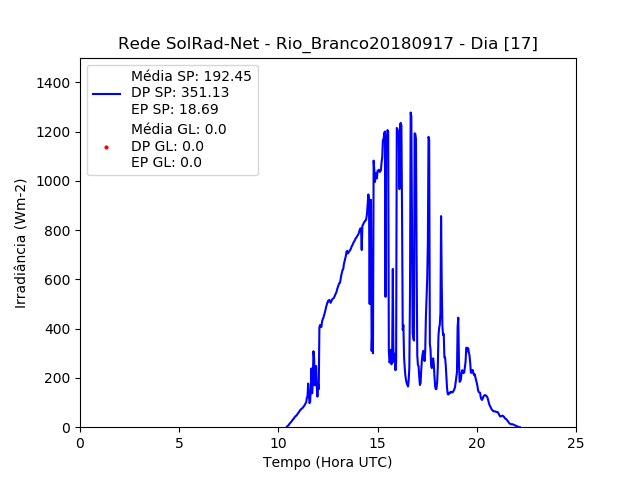 Rede SolRad-Net - Rio_Branco20180917 - Dia [17]
Média SP: 192.45
DP SP: 351.13
EP SP: 18.69
Média GL: 0.0
DP GL: 0.0
EP GL: 0.0
Irradiância (Wm-2)
1400
1200
1000
800
600
400
200
0
0 5 10 15 20 25
Tempo (Hora UTC)